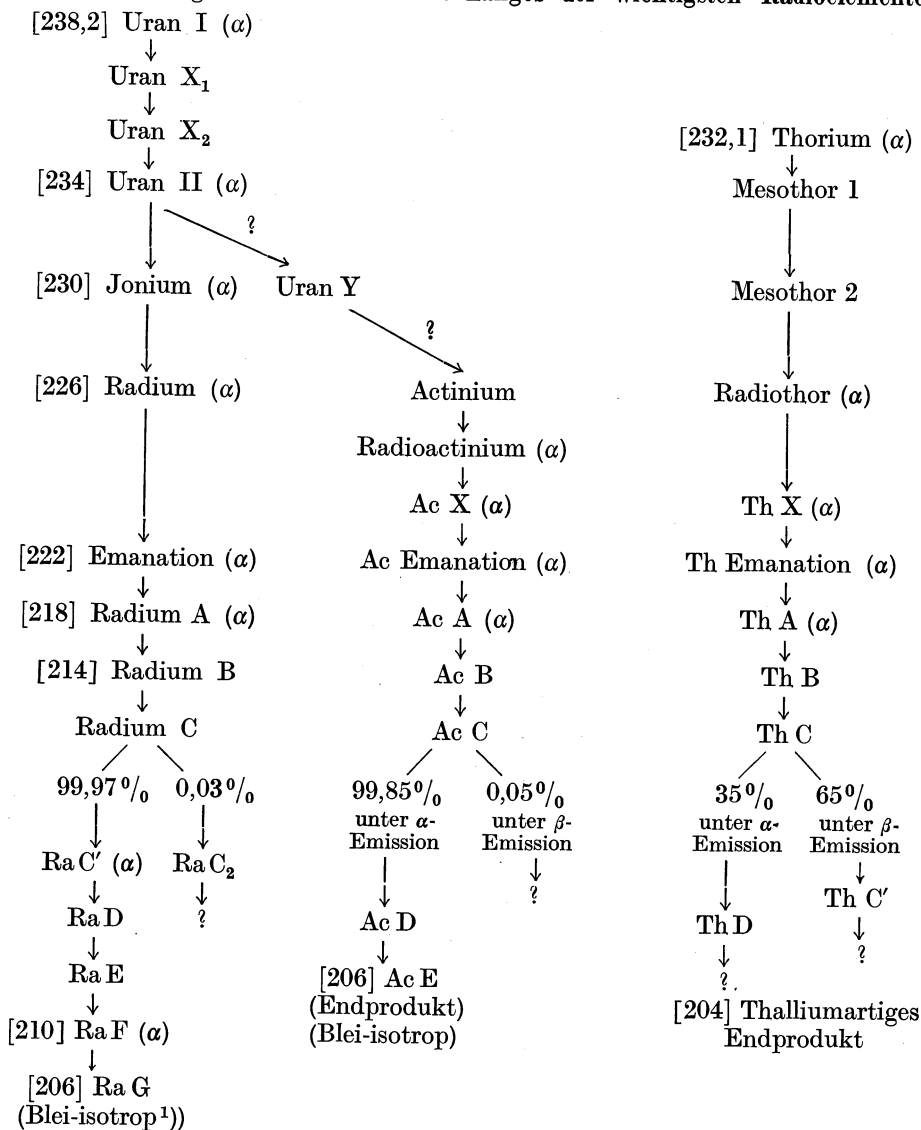 Langes der wichtigsten Radioelemente
[238,2] Uran I (α)
Uran X₁
Uran X₂
[234] Uran II (α)
?
[230] Jonium (α)
Uran Y
?
[226] Radium (α)
[222] Emanation (α)
[218] Radium A (α)
[214] Radium B
Radium C
99,97% 0,03%
Ra C′ (α) Ra C₂
Ra D ?
Ra E
[210] Ra F (α)
[206] Ra G
(Blei-isotrop¹))
Actinium
Radioactinium (α)
Ac X (α)
Ac Emanation (α)
Ac A (α)
Ac B
Ac C
99,85% 0,05%
unter α- unter β-
Emission Emission
?
Ac D
[206] Ac E
(Endprodukt)
(Blei-isotrop)
[232,1] Thorium (α)
Mesothor 1
Mesothor 2
Radiothor (α)
Th X (α)
Th Emanation (α)
Th A (α)
Th B
Th C
35% 65%
unter α- unter β-
Emission Emission
Th C′
Th D
?
?
[204] Thalliumartiges
Endprodukt